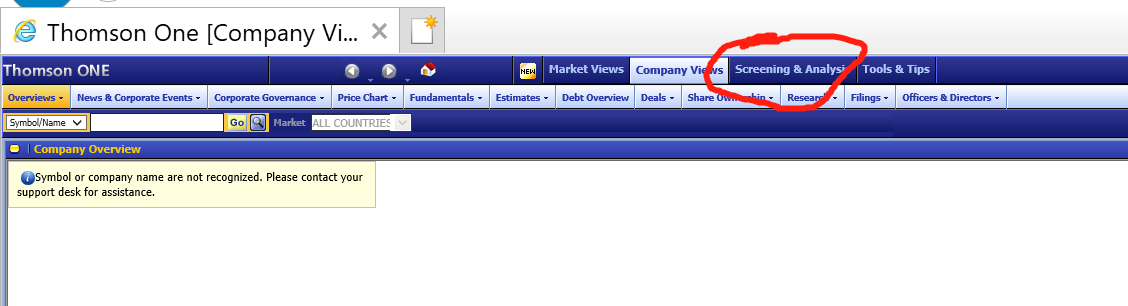 Thomson One [Company Vi...
Thomson ONE NEW Market Views Company Views Screening & Analysis Tools & Tips
Overviews News & Corporate Events Corporate Governance Price Chart Fundamentals Estimates Debt Overview Deals Share Ownership Research Filings Officers & Directors
Symbol/Name Go Market ALL COUNTRIES
Company Overview
Symbol or company name are not recognized. Please contact your
support desk for assistance.